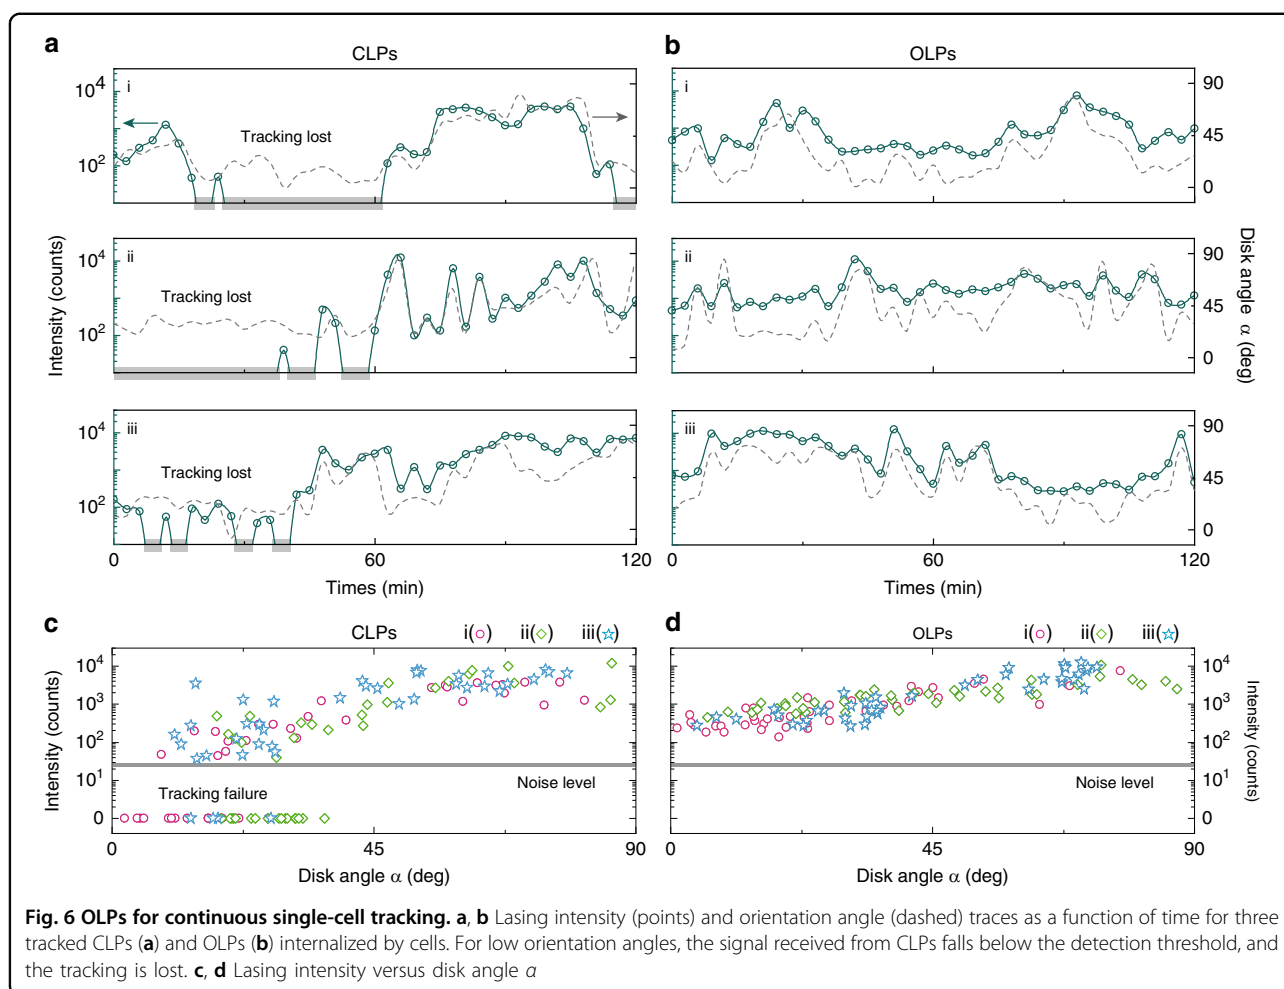 a
CLPs
b
OLPs
i
10^4
10^2
Tracking lost
i
90
45
0
Intensity (counts)
ii
10^4
10^2
Tracking lost
ii
90
45
0
Disk angle α (deg)
iii
10^4
10^2
Tracking lost
iii
90
45
0
0
60
120
0
60
120
Times (min)
Times (min)
c
CLPs
i( ) ii( ) iii( )
d
OLPs
i( ) ii( ) iii( )
Intensity (counts)
10^4
10^3
10^2
10^1
0
Noise level
Tracking failure
10^4
10^3
10^2
10^1
0
Noise level
Intensity (counts)
0
45
90
0
45
90
Disk angle α (deg)
Disk angle α (deg)
Fig. 6 OLPs for continuous single-cell tracking. a, b Lasing intensity (points) and orientation angle (dashed) traces as a function of time for three
tracked CLPs (a) and OLPs (b) internalized by cells. For low orientation angles, the signal received from CLPs falls below the detection threshold, and
the tracking is lost. c, d Lasing intensity versus disk angle α